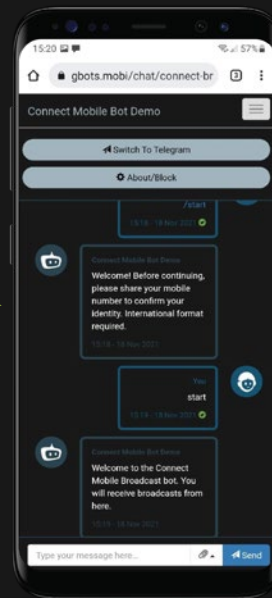 15:20 57%
gbots.mobi/chat/connect-br 3
Connect Mobile Bot Demo
Switch To Telegram
About/Block
/start
15:19 - 18 Nov 2021
Connect Mobile Bot Demo
Welcome! Before continuing,
please share your mobile
number to confirm your
identity. International format
required.
15:19 - 18 Nov 2021
You
start
15:19 - 18 Nov 2021
Connect Mobile Bot Demo
Welcome to the Connect
Mobile Broadcast bot. You
will receive broadcasts from
here.
15:19 - 18 Nov 2021
Type your message here... Send